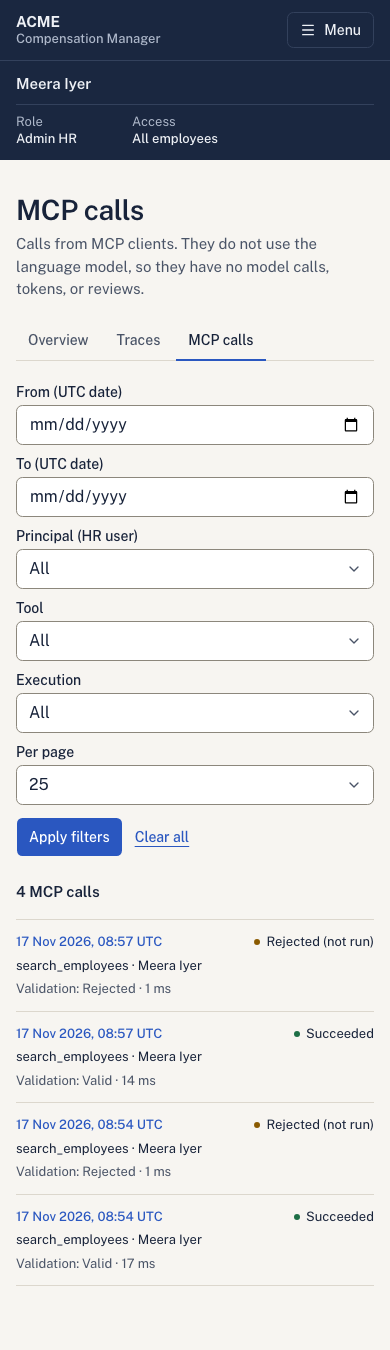 ACME
Compensation Manager
Menu
Meera Iyer
Role
Admin HR
Access
All employees
MCP calls
Calls from MCP clients. They do not use the
language model, so they have no model calls,
tokens, or reviews.
Overview
Traces
MCP calls
From (UTC date)
mm/dd/yyyy
To (UTC date)
mm/dd/yyyy
Principal (HR user)
All
Tool
All
Execution
All
Per page
25
Apply filters
Clear all
4 MCP calls
17 Nov 2026, 08:57 UTC
Rejected (not run)
search_employees · Meera Iyer
Validation: Rejected · 1 ms
17 Nov 2026, 08:57 UTC
Succeeded
search_employees · Meera Iyer
Validation: Valid · 14 ms
17 Nov 2026, 08:54 UTC
Rejected (not run)
search_employees · Meera Iyer
Validation: Rejected · 1 ms
17 Nov 2026, 08:54 UTC
Succeeded
search_employees · Meera Iyer
Validation: Valid · 17 ms